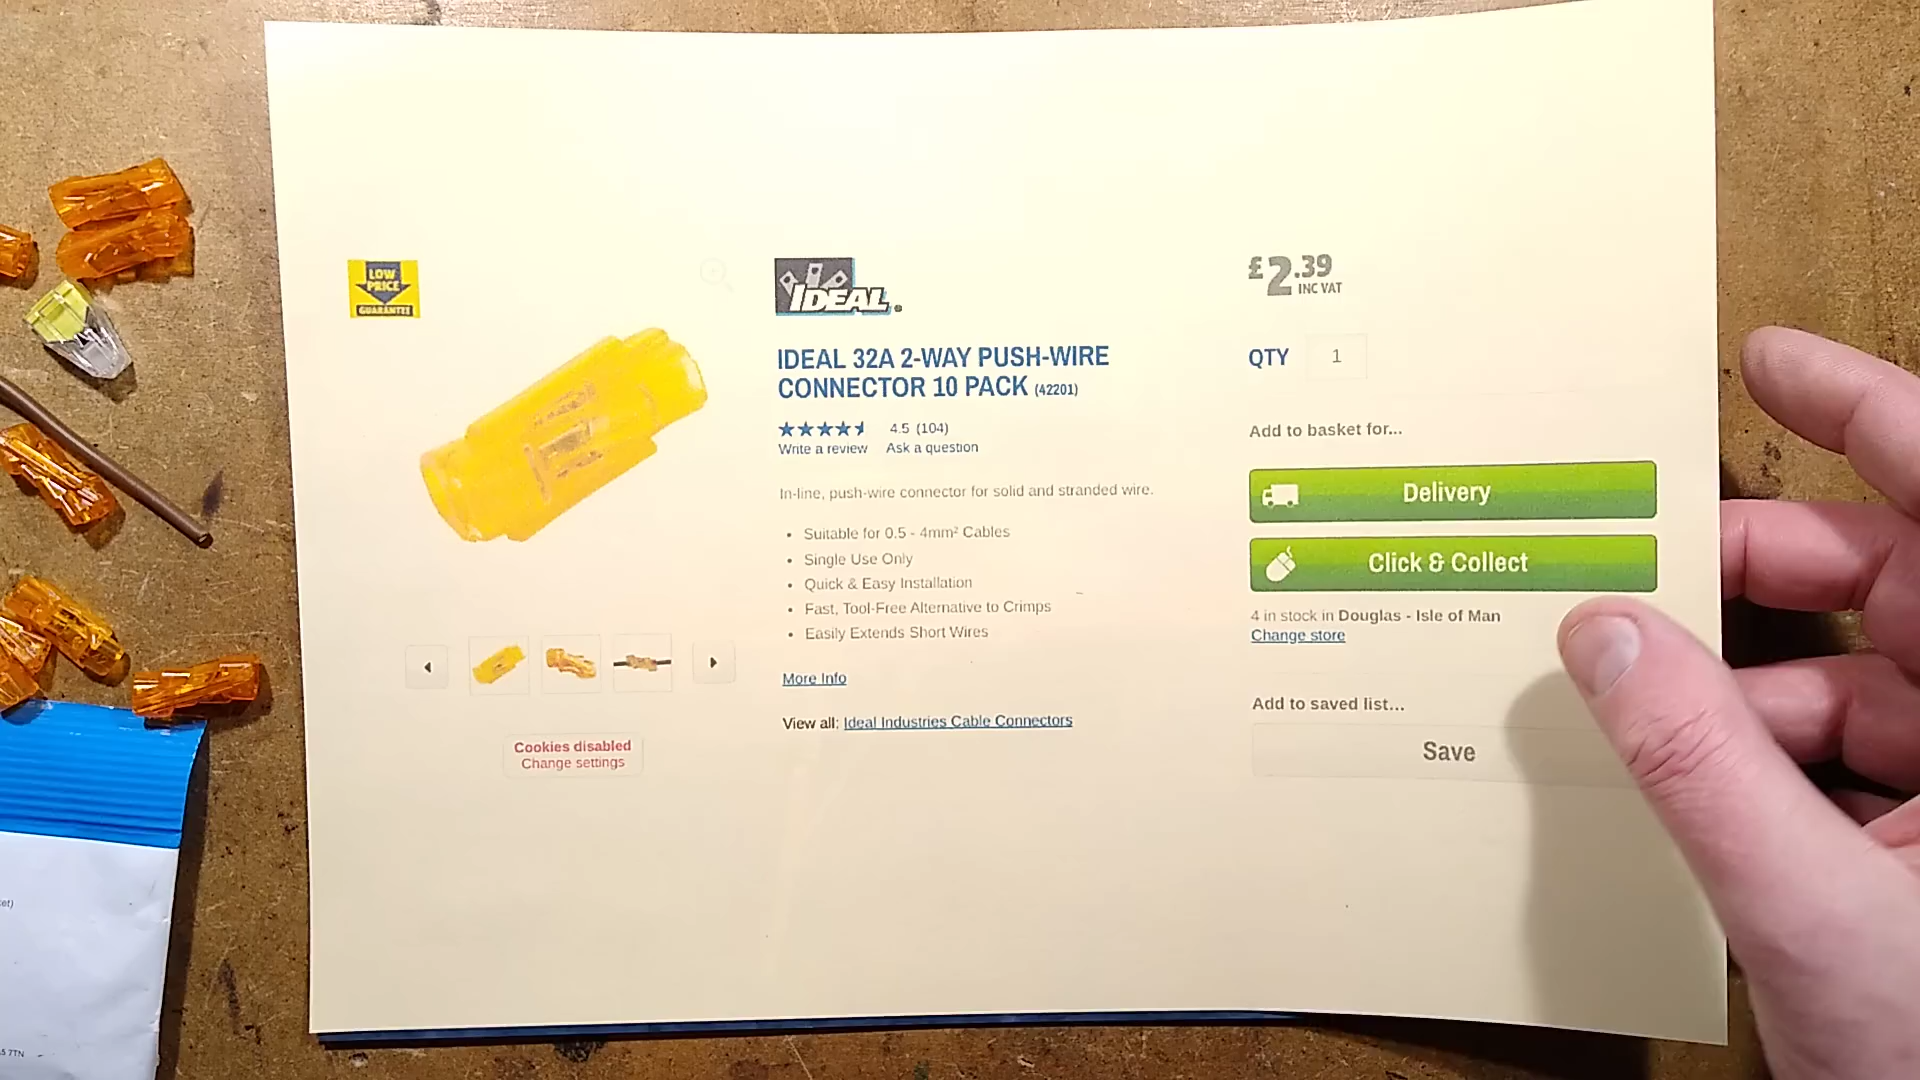 LOW
PRICE
GUARANTEE
IDEAL
IDEAL 32A 2-WAY PUSH-WIRE
CONNECTOR 10 PACK (42201)
4.5 (104)
Write a review Ask a question
In-line, push-wire connector for solid and stranded wire.
• Suitable for 0.5 - 4mm² Cables
• Single Use Only
• Quick & Easy Installation
• Fast, Tool-Free Alternative to Crimps
• Easily Extends Short Wires
More Info
View all: Ideal Industries Cable Connectors
Cookies disabled
Change settings
£2.39
INC VAT
QTY 1
Add to basket for...
Delivery
Click & Collect
4 in stock in Douglas - Isle of Man
Change store
Add to saved list...
Save
7TN